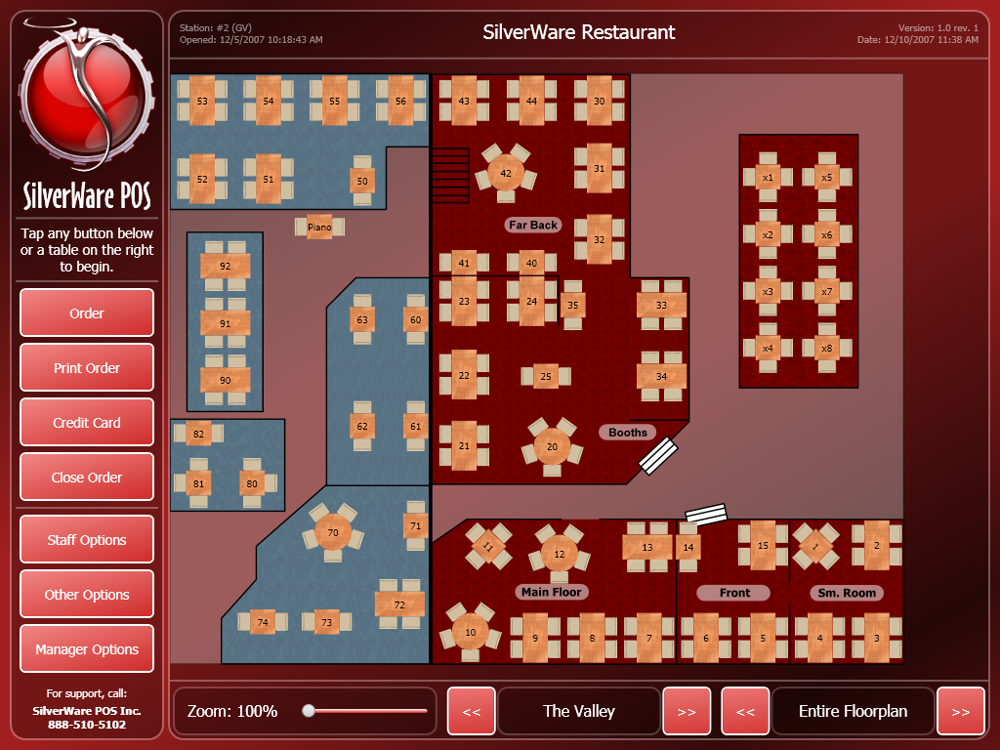 SilverWare POS
Tap any button below
or a table on the right
to begin.
Order
Print Order
Credit Card
Close Order
Staff Options
Other Options
Manager Options
For support, call:
SilverWare POS Inc.
888-510-5102
Station: #2 (GV)
Opened: 12/5/2007 10:18:43 AM
SilverWare Restaurant
Version: 1.0 rev. 1
Date: 12/10/2007 11:38 AM
53 54 55 56
52 51 50
Piano
92
91
90
82
81 80
63 60
62 61
70 71
72
74 73
43 44 30
42 31
Far Back
32
41 40
23 24 35 33
22 25 34
Booths
21 20
x1 x5
x2 x6
x3 x7
x4 x8
11 12 13 14 15 1 2
Main Floor Front Sm. Room
10 9 8 7 6 5 4 3
Zoom: 100%
<< The Valley >>
<< Entire Floorplan >>